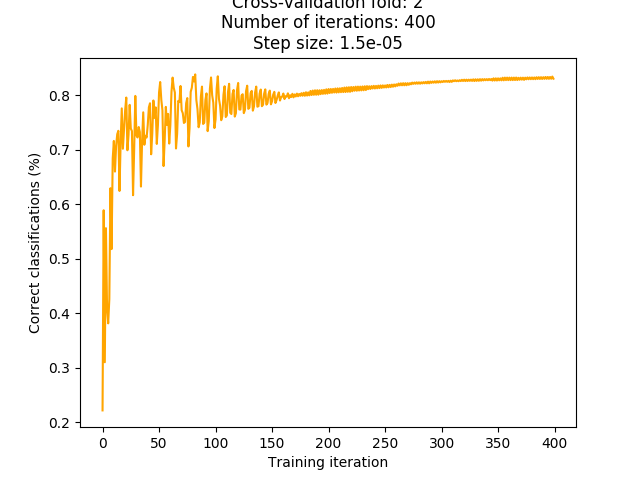 Cross-validation fold: 2
Number of iterations: 400
Step size: 1.5e-05
Correct classifications (%)
0.8
0.7
0.6
0.5
0.4
0.3
0.2
0 50 100 150 200 250 300 350 400
Training iteration